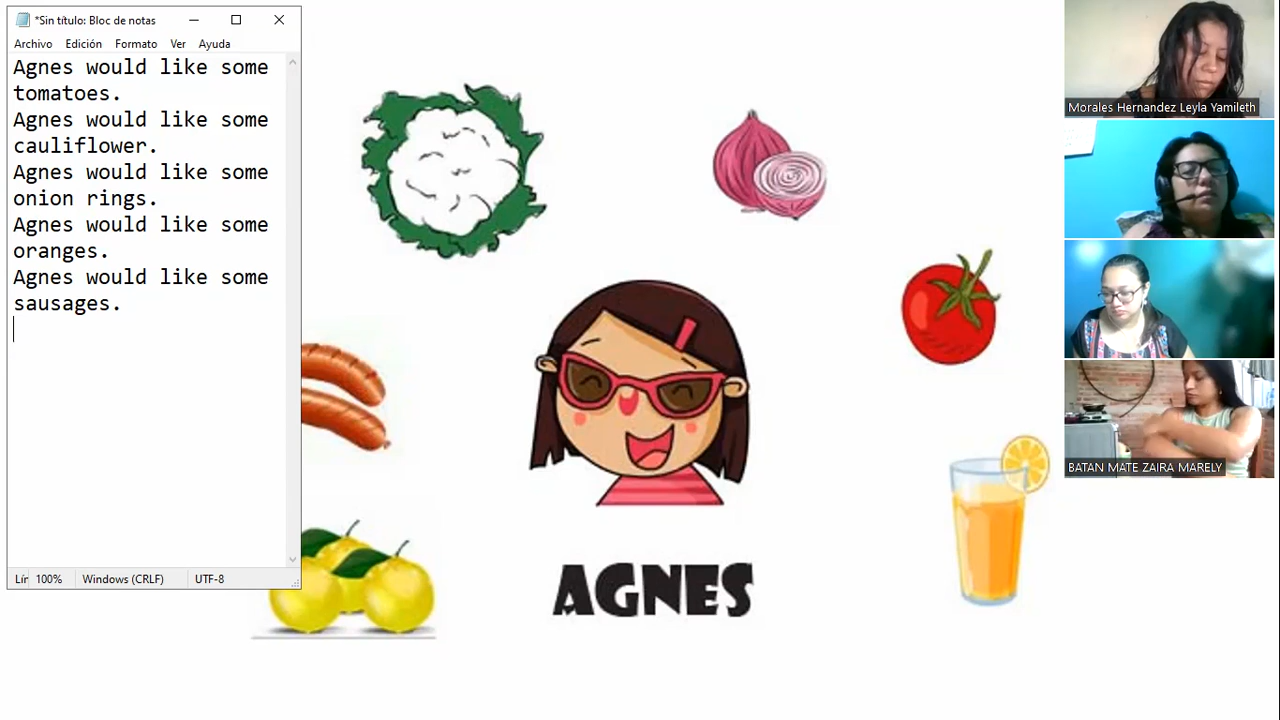 *Sin título: Bloc de notas
Archivo Edición Formato Ver Ayuda
Agnes would like some
tomatoes.
Agnes would like some
cauliflower.
Agnes would like some
onion rings.
Agnes would like some
oranges.
Agnes would like some
sausages.
100% Windows (CRLF) UTF-8
AGNES
Morales Hernandez Leyla Yamileth
BATAN MATE ZAIRA MARELY